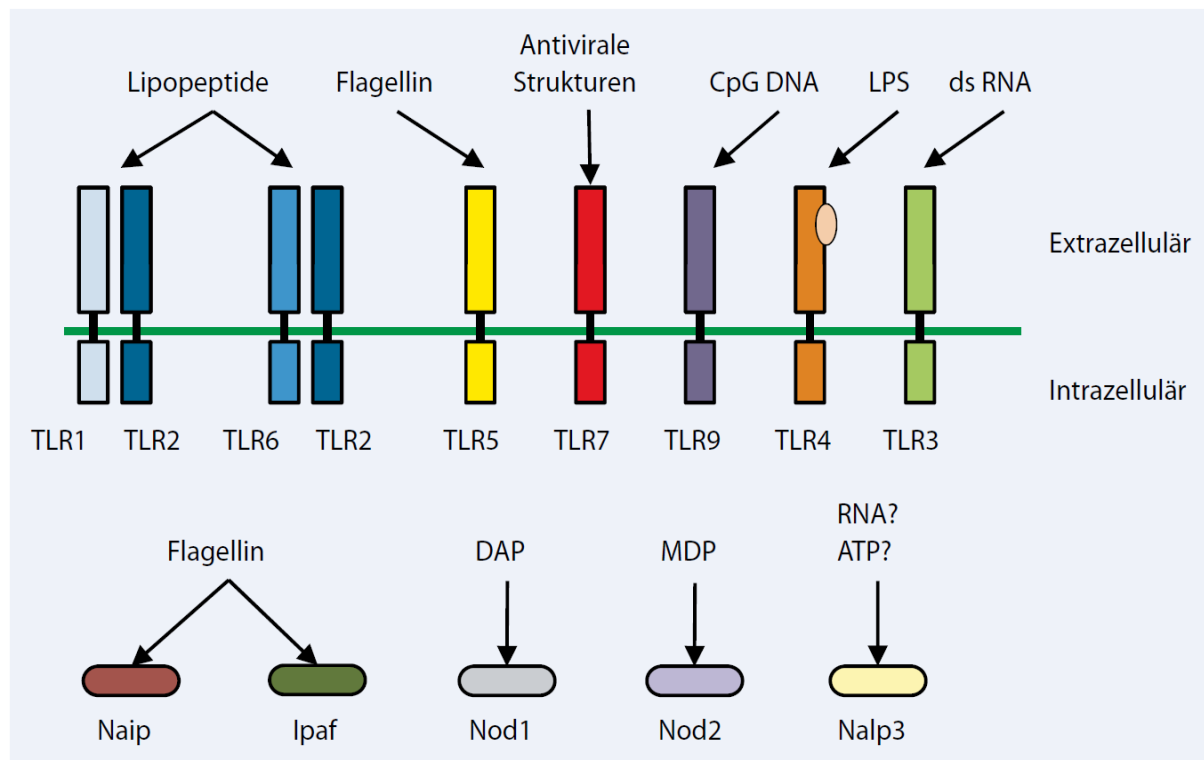 Antivirale
Lipopeptide Flagellin Strukturen CpG DNA LPS ds RNA
Extrazellulär
Intrazellulär
TLR1 TLR2 TLR6 TLR2 TLR5 TLR7 TLR9 TLR4 TLR3
RNA?
Flagellin DAP MDP ATP?
Naip Ipaf Nod1 Nod2 Nalp3